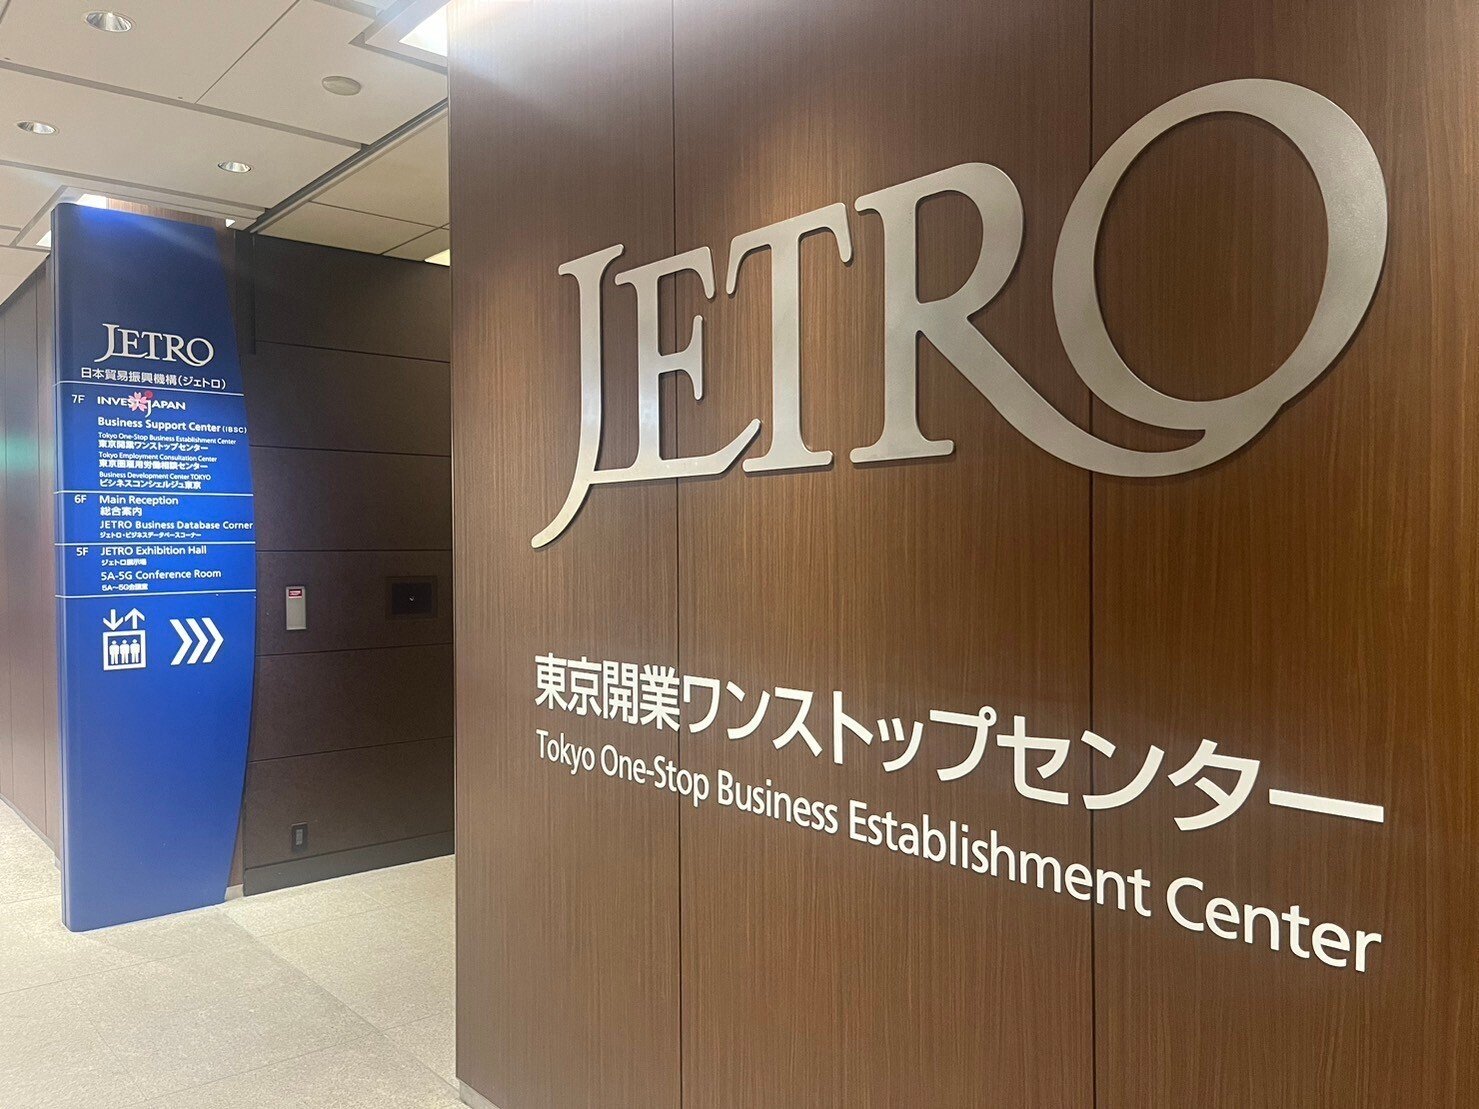 JETRO
日本貿易振興機構(ジェトロ)
7F INVEST JAPAN
Business Support Center (IBSC)
Tokyo One-Stop Business Establishment Center
東京開業ワンストップセンター
Tokyo Employment Consultation Center
東京圏雇用労働相談センター
Business Development Center TOKYO
ビジネスコンシェルジュ東京
6F Main Reception
総合案内
JETRO Business Database Corner
ジェトロ・ビジネスデータベースコーナー
5F JETRO Exhibition Hall
ジェトロ展示場
5A-5G Conference Room
5A〜5G会議室
JETRO
東京開業ワンストップセンター
Tokyo One-Stop Business Establishment Center